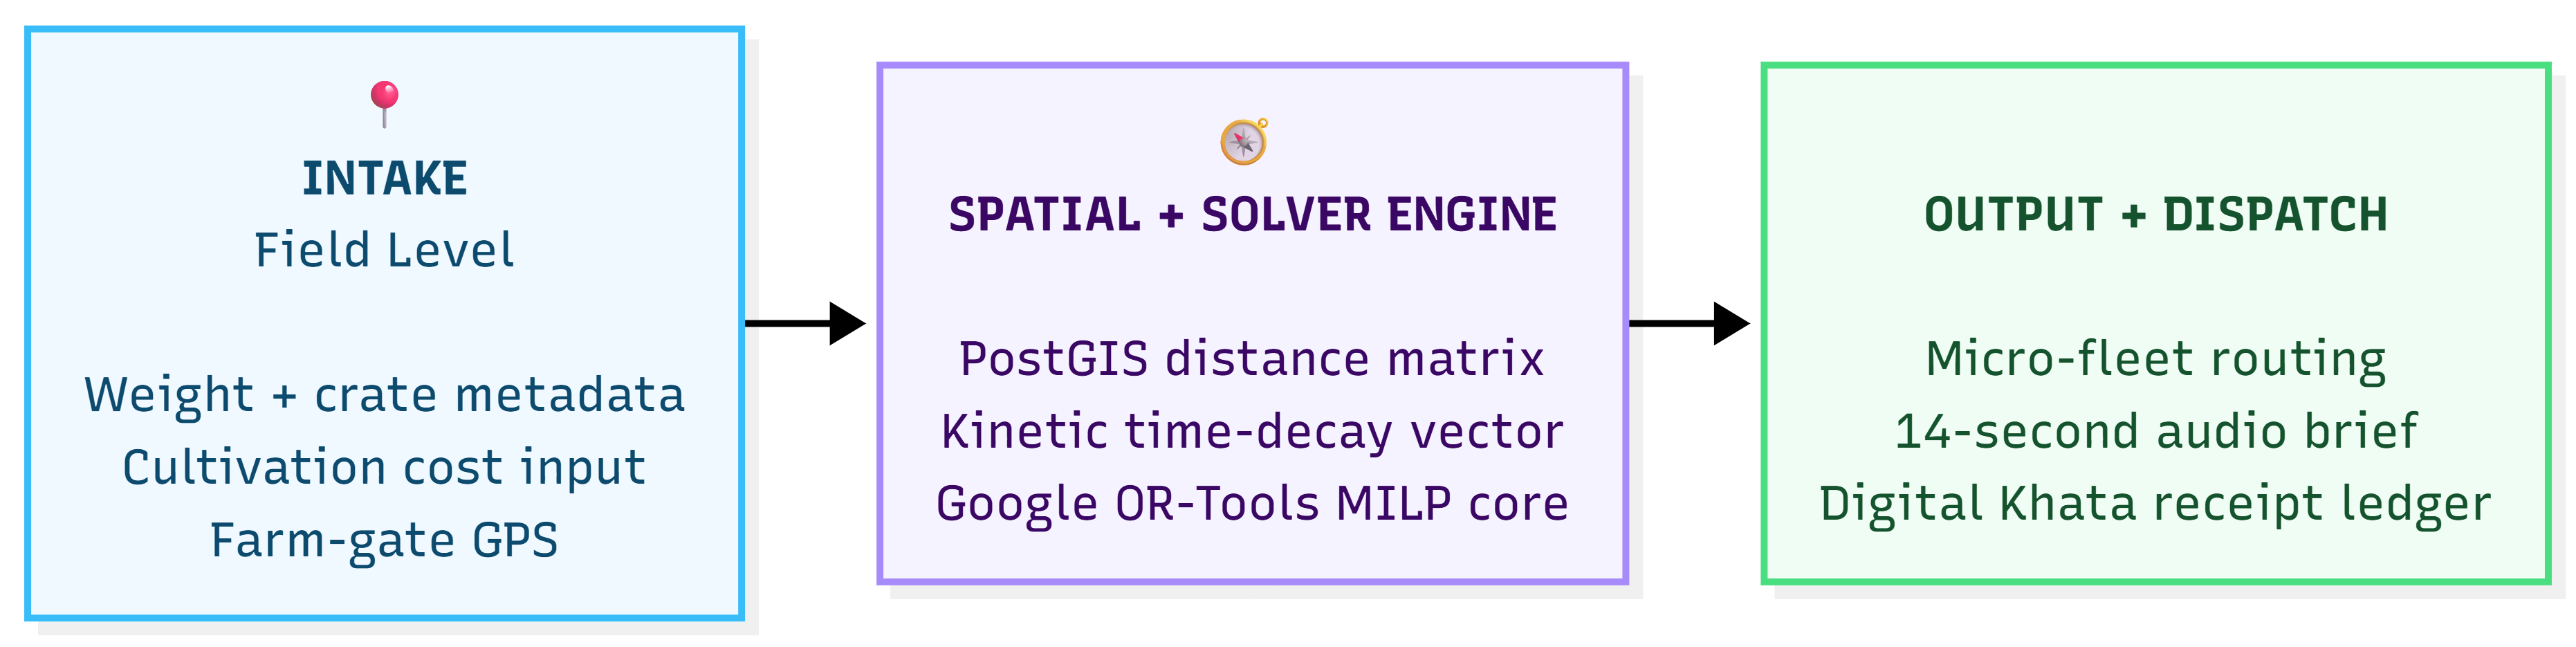 INTAKE
Field Level
Weight + crate metadata
Cultivation cost input
Farm-gate GPS
SPATIAL + SOLVER ENGINE
PostGIS distance matrix
Kinetic time-decay vector
Google OR-Tools MILP core
OUTPUT + DISPATCH
Micro-fleet routing
14-second audio brief
Digital Khata receipt ledger